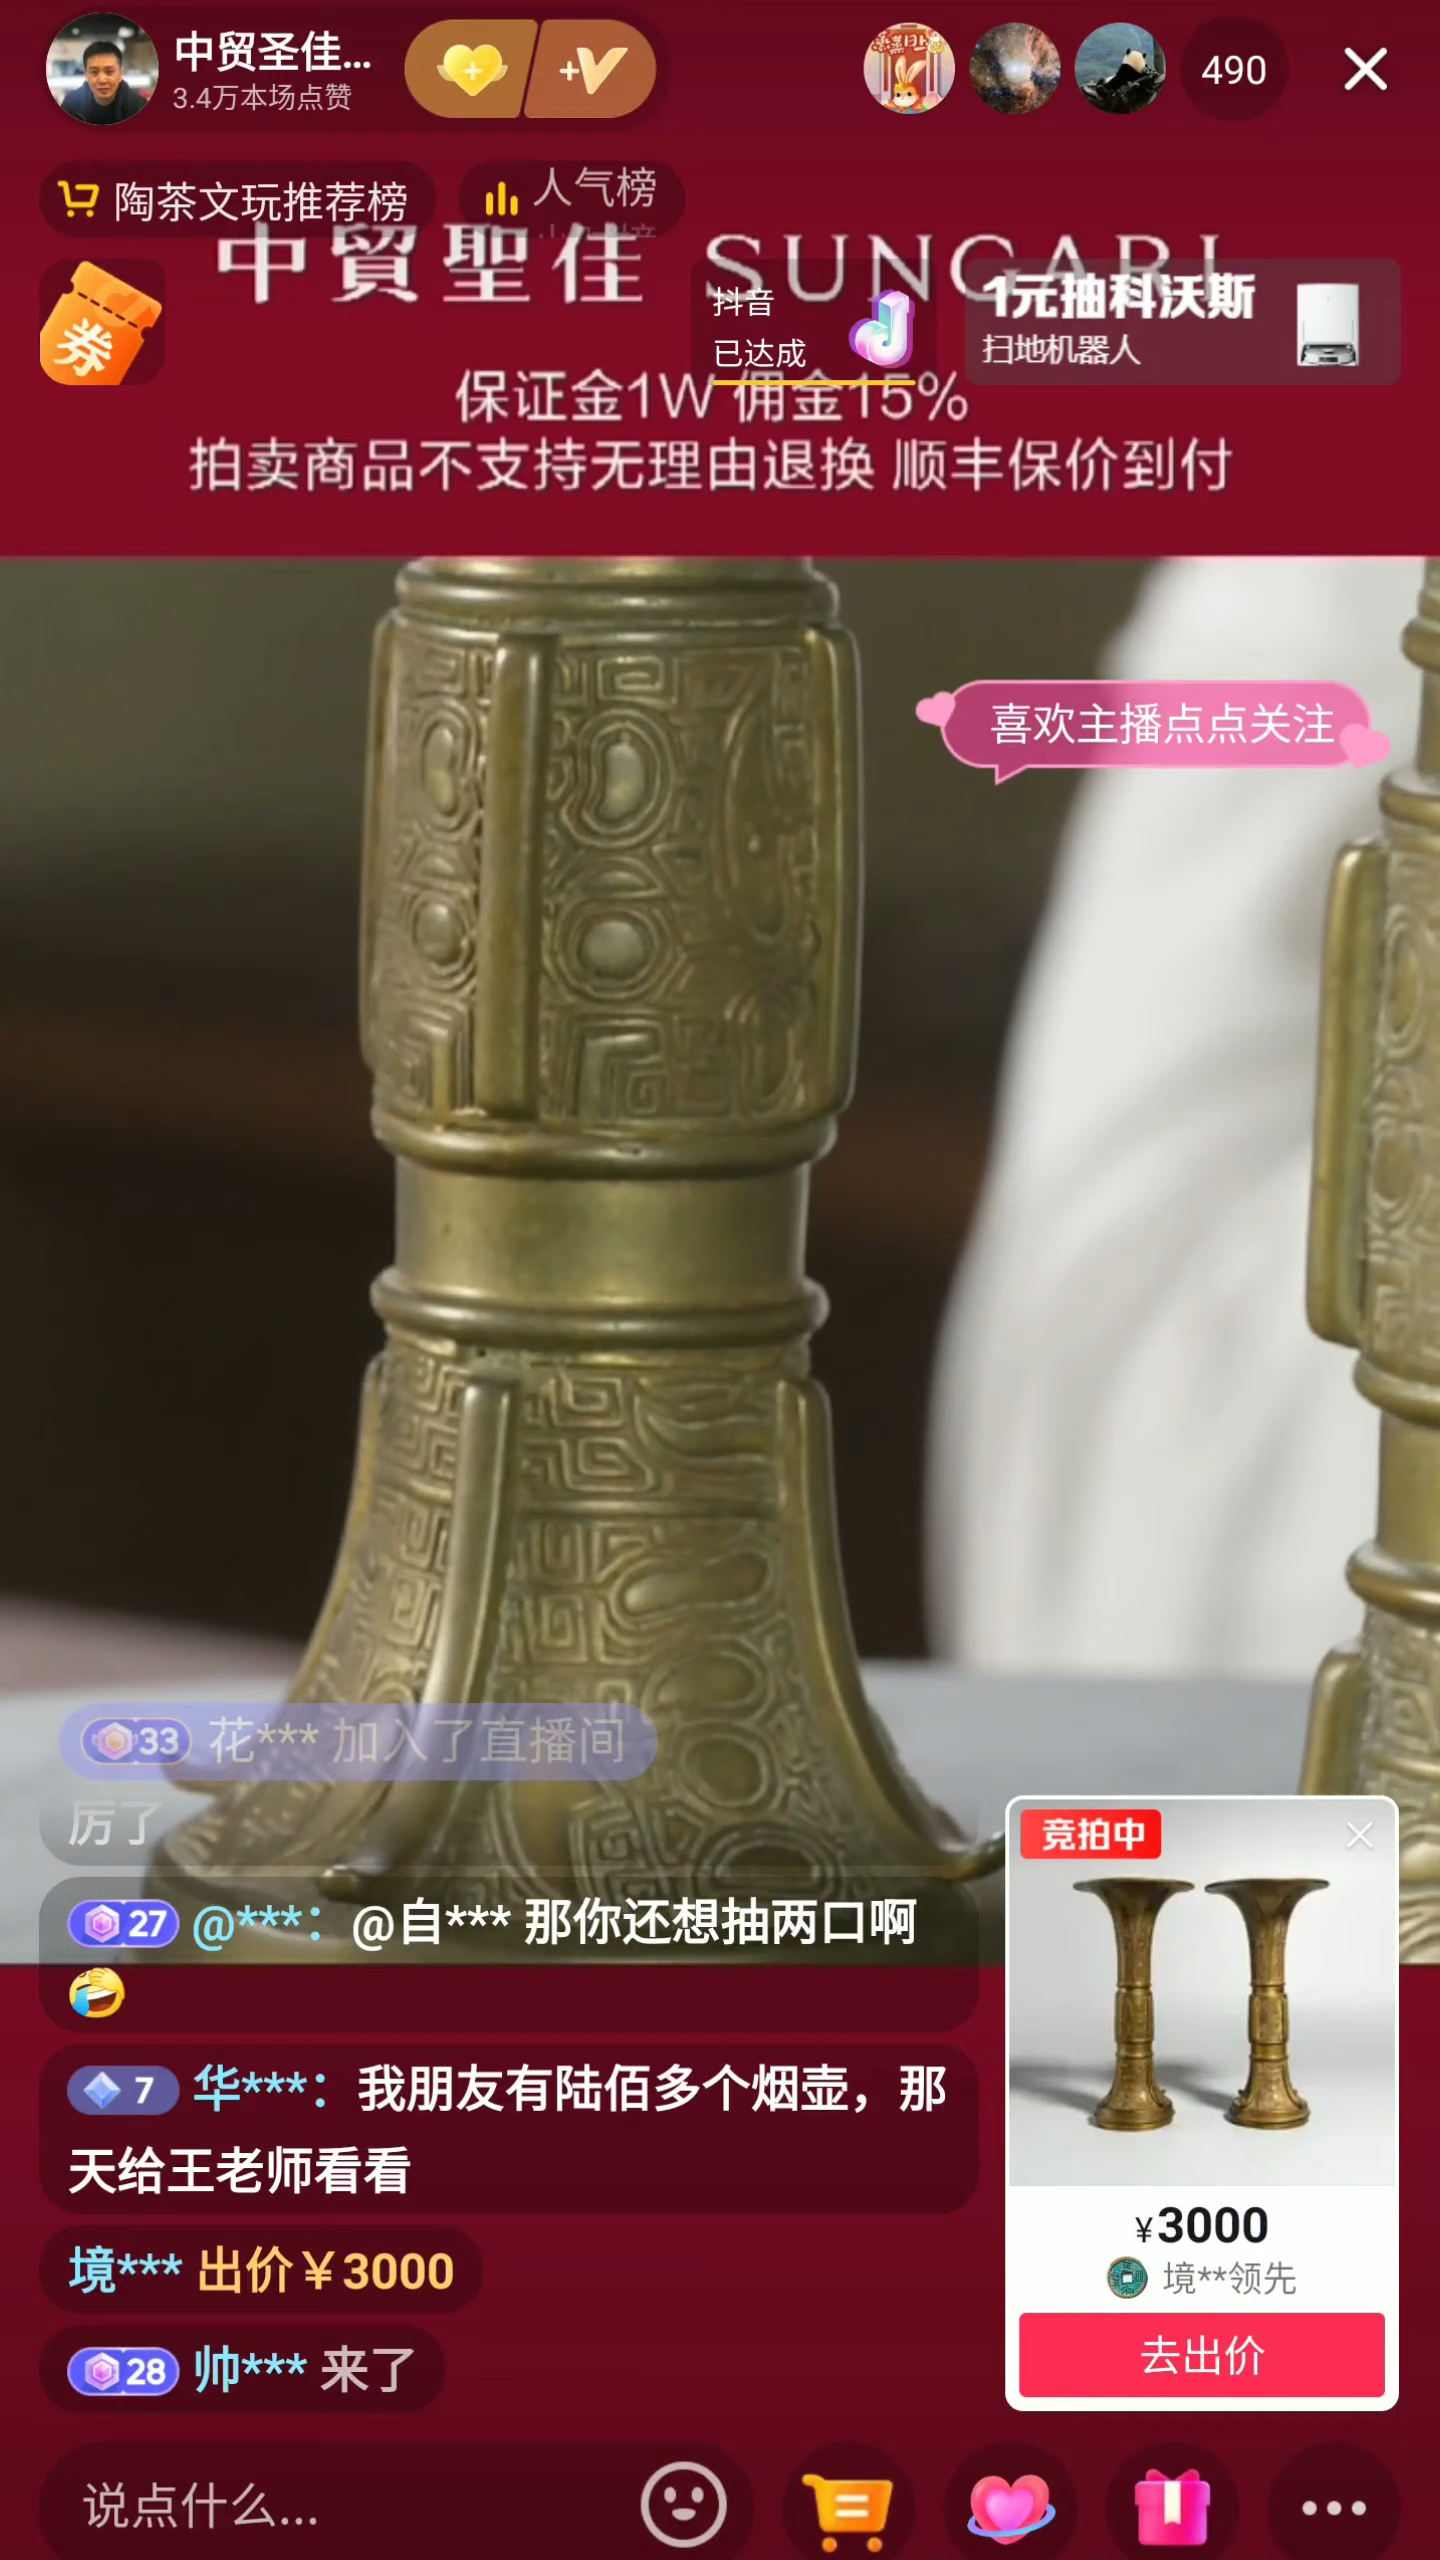 中贸圣佳...
3.4万本场点赞
490
陶茶文玩推荐榜
人气榜
中貿聖佳 SUNGARI
券
抖音
已达成
1元抽科沃斯
扫地机器人
保证金1W 佣金15%
拍卖商品不支持无理由退换 顺丰保价到付
喜欢主播点点关注
33 花*** 加入了直播间
厉了
27 @***：@自*** 那你还想抽两口啊
7 华***：我朋友有陆佰多个烟壶，那
天给王老师看看
境*** 出价￥3000
28 帅*** 来了
竞拍中
¥3000
境**领先
去出价
说点什么...